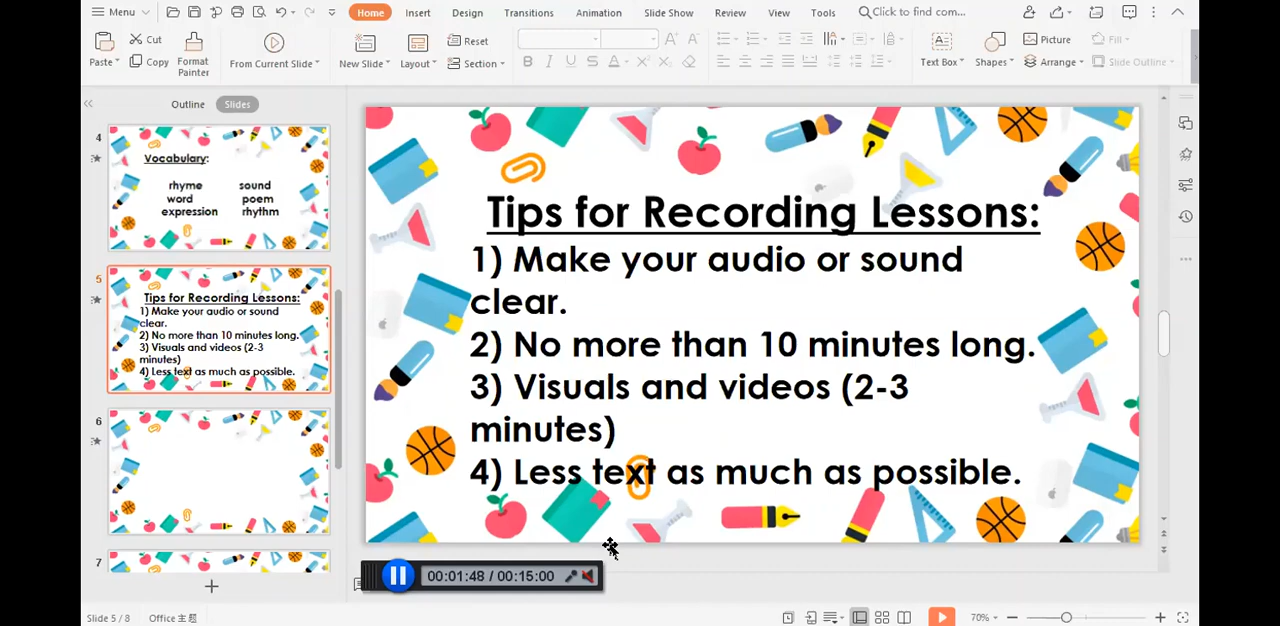 Menu Home Insert Design Transitions Animation Slide Show Review View Tools Click to find com...
Paste Cut Copy Format Painter From Current Slide New Slide Layout Reset Section B I U S A Text Box Shapes Picture Arrange Fill Slide Outline
Outline Slides
4
Vocabulary:
rhyme sound
word poem
expression rhythm
5
Tips for Recording Lessons:
1) Make your audio or sound
clear.
2) No more than 10 minutes long.
3) Visuals and videos (2-3
minutes)
4) Less text as much as possible.
6
7
Tips for Recording Lessons:
1) Make your audio or sound
clear.
2) No more than 10 minutes long.
3) Visuals and videos (2-3
minutes)
4) Less text as much as possible.
00:01:48 / 00:15:00
Slide 5 / 8 Office 主题 70%